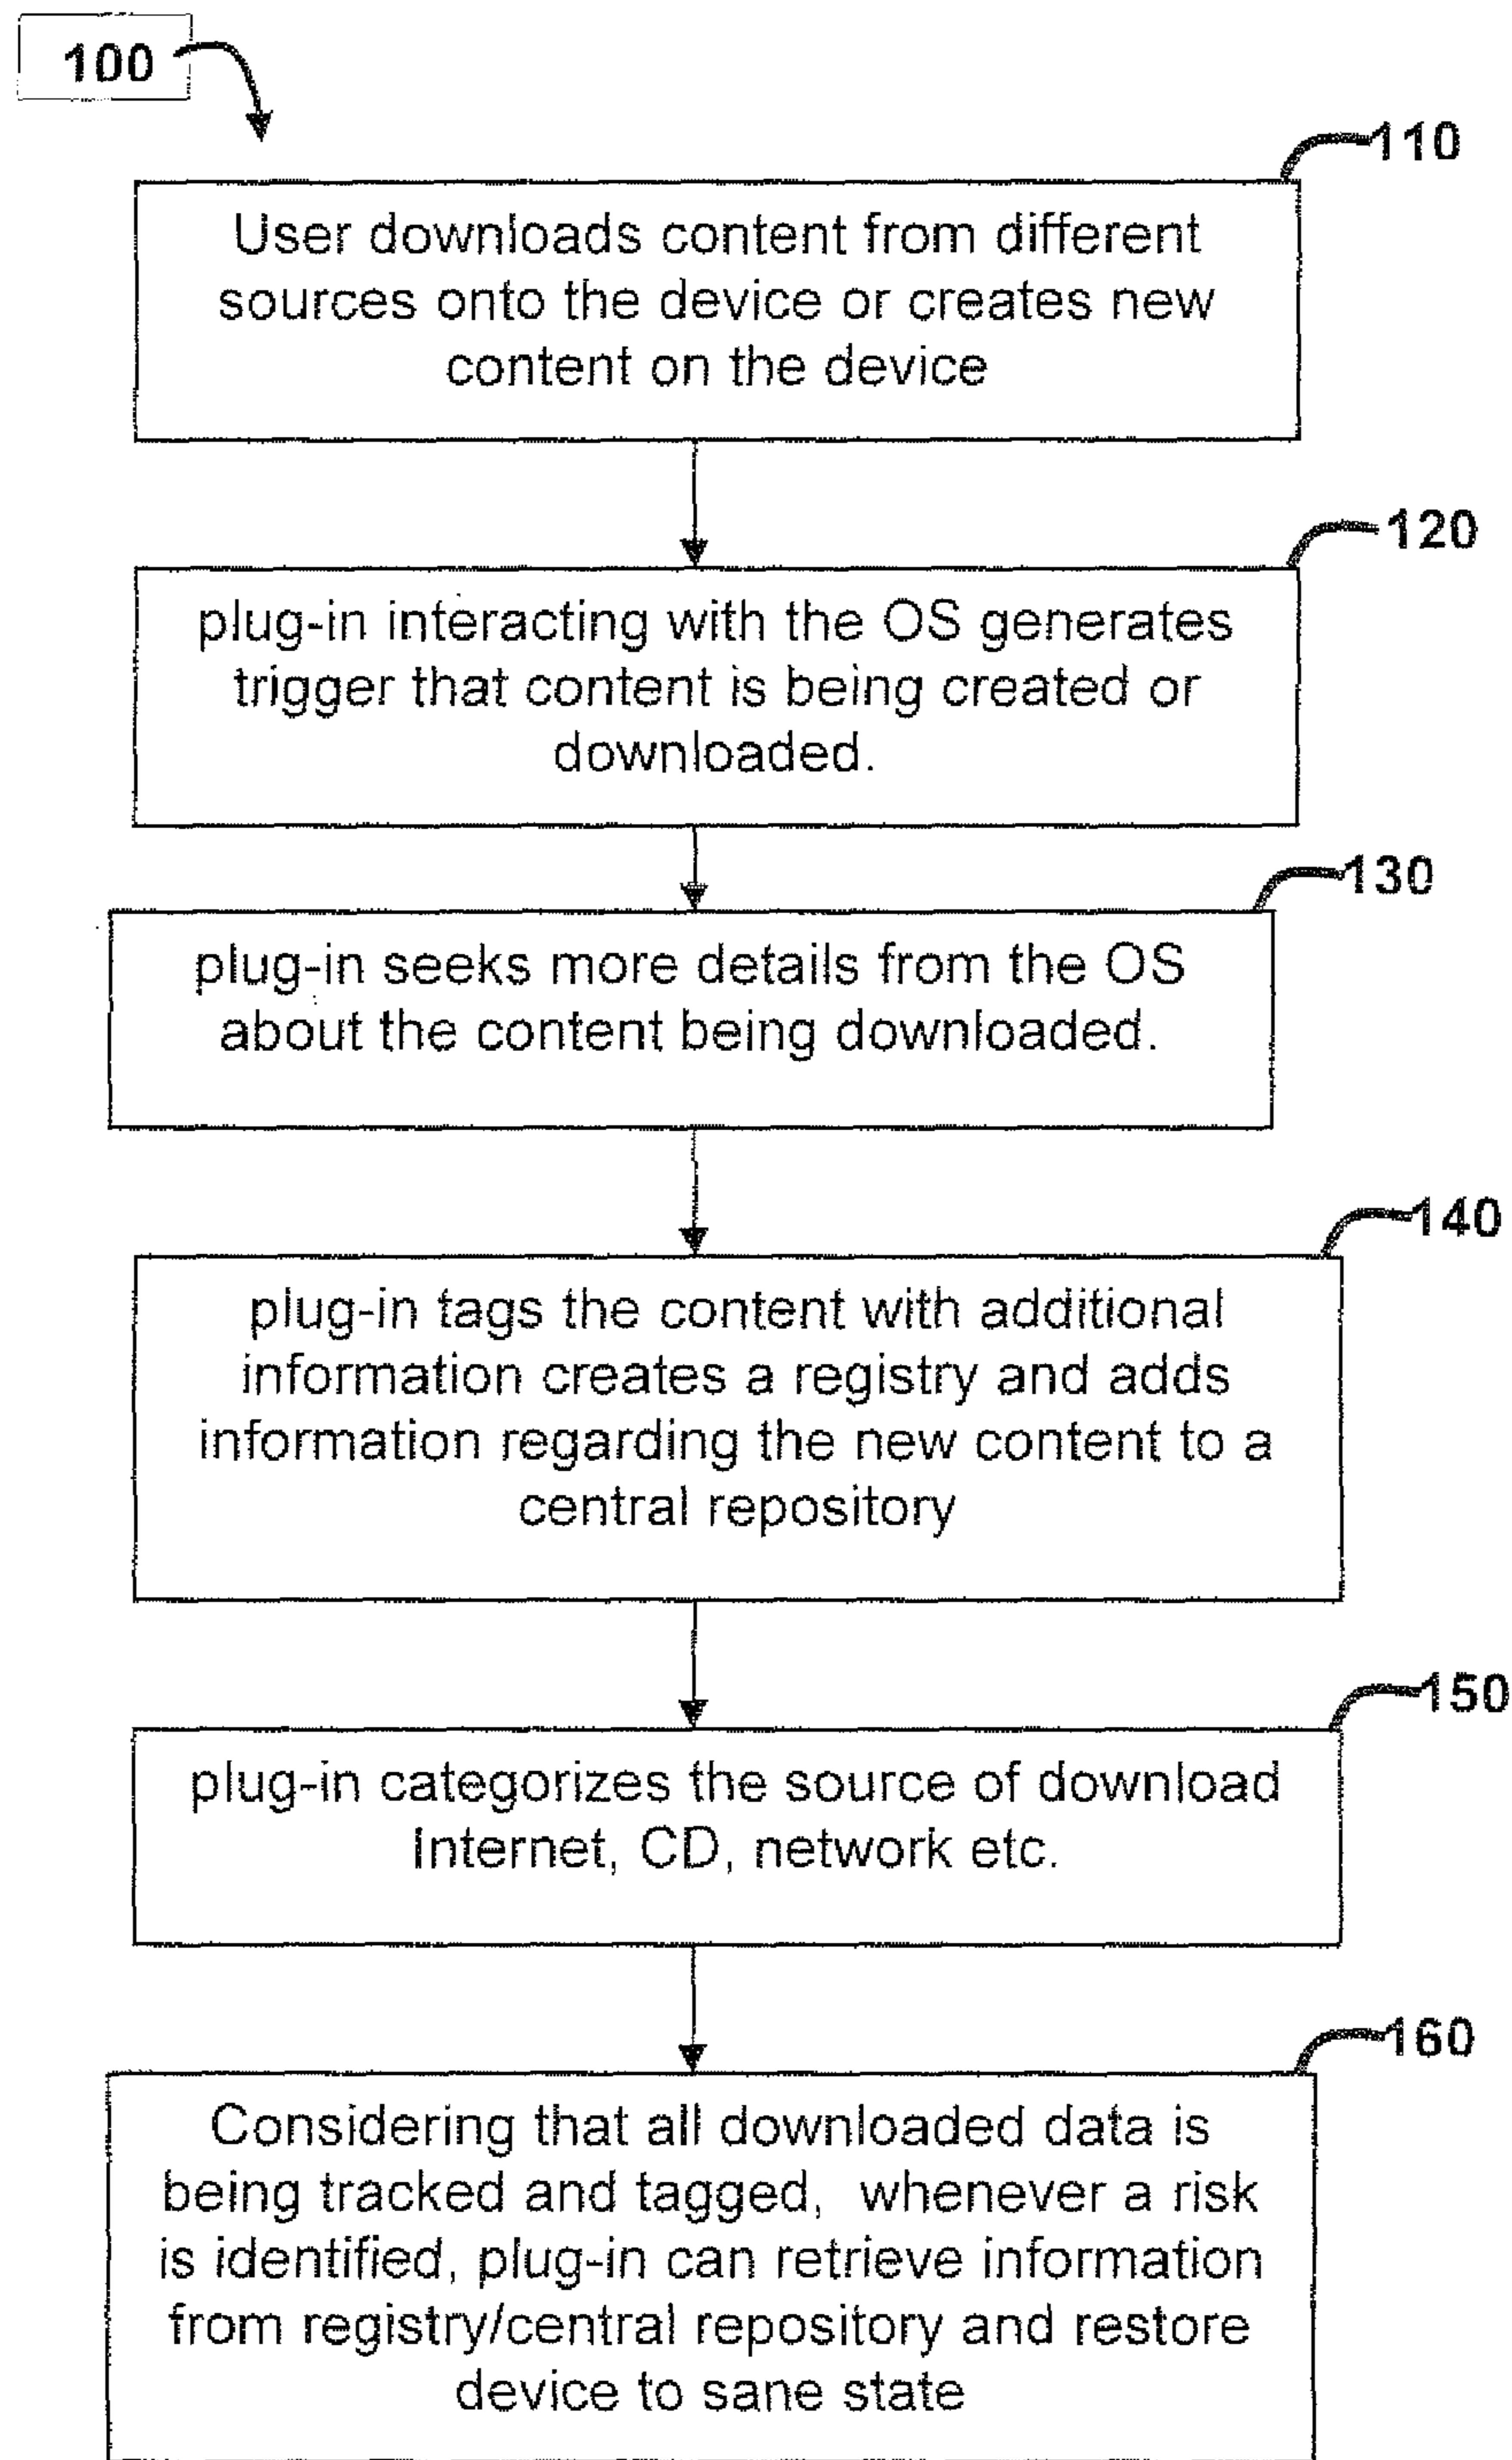 100
110
User downloads content from different
sources onto the device or creates new
content on the device
120
plug-in interacting with the OS generates
trigger that content is being created or
downloaded.
130
plug-in seeks more details from the OS
about the content being downloaded.
140
plug-in tags the content with additional
information creates a registry and adds
information regarding the new content to a
central repository
150
plug-in categorizes the source of download
Internet, CD, network etc.
160
Considering that all downloaded data is
being tracked and tagged, whenever a risk
is identified, plug-in can retrieve information
from registry/central repository and restore
device to sane state